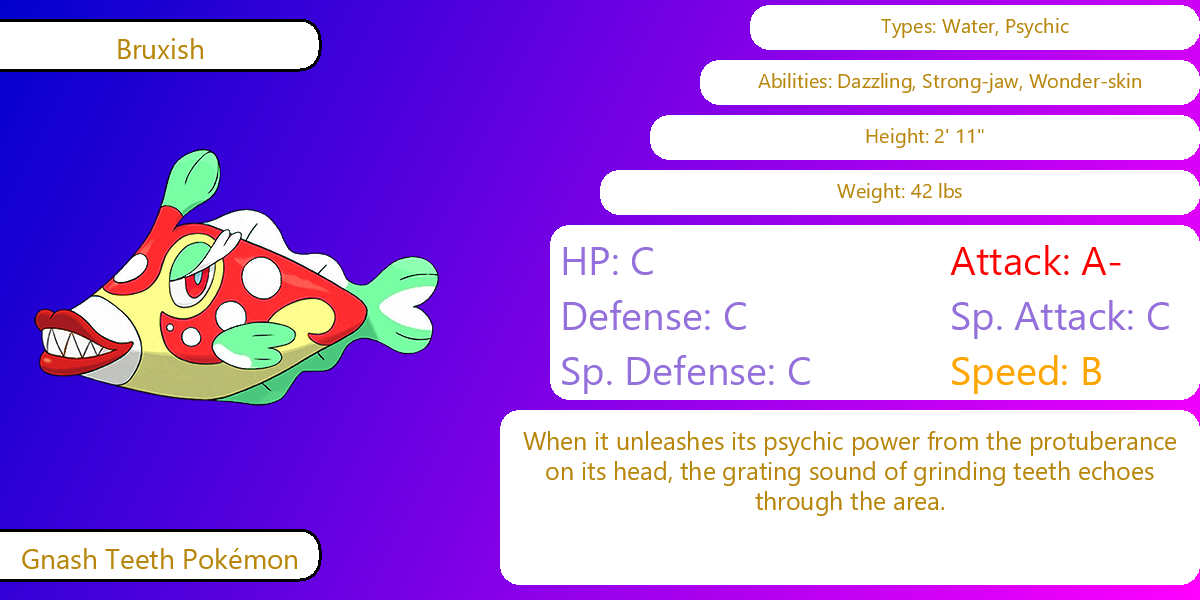 Bruxish
Types: Water, Psychic
Abilities: Dazzling, Strong-jaw, Wonder-skin
Height: 2' 11"
Weight: 42 lbs
HP: C
Attack: A-
Defense: C
Sp. Attack: C
Sp. Defense: C
Speed: B
When it unleashes its psychic power from the protuberance
on its head, the grating sound of grinding teeth echoes
through the area.
Gnash Teeth Pokémon